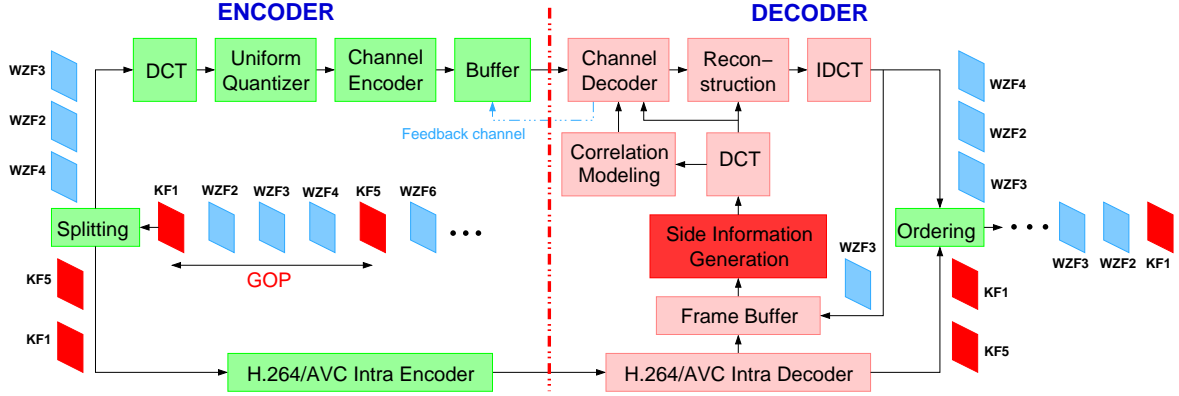 ENCODER
DECODER
WZF3
WZF2
WZF4
DCT
Uniform
Quantizer
Channel
Encoder
Buffer
Feedback channel
Channel
Decoder
Recon–
struction
IDCT
Correlation
Modeling
DCT
WZF4
WZF2
WZF3
Splitting
KF1
WZF2
WZF3
WZF4
KF5
WZF6
•••
GOP
Side Information
Generation
WZF3
Frame Buffer
Ordering
•••
WZF3
WZF2
KF1
KF5
KF1
KF1
KF5
H.264/AVC Intra Encoder
H.264/AVC Intra Decoder